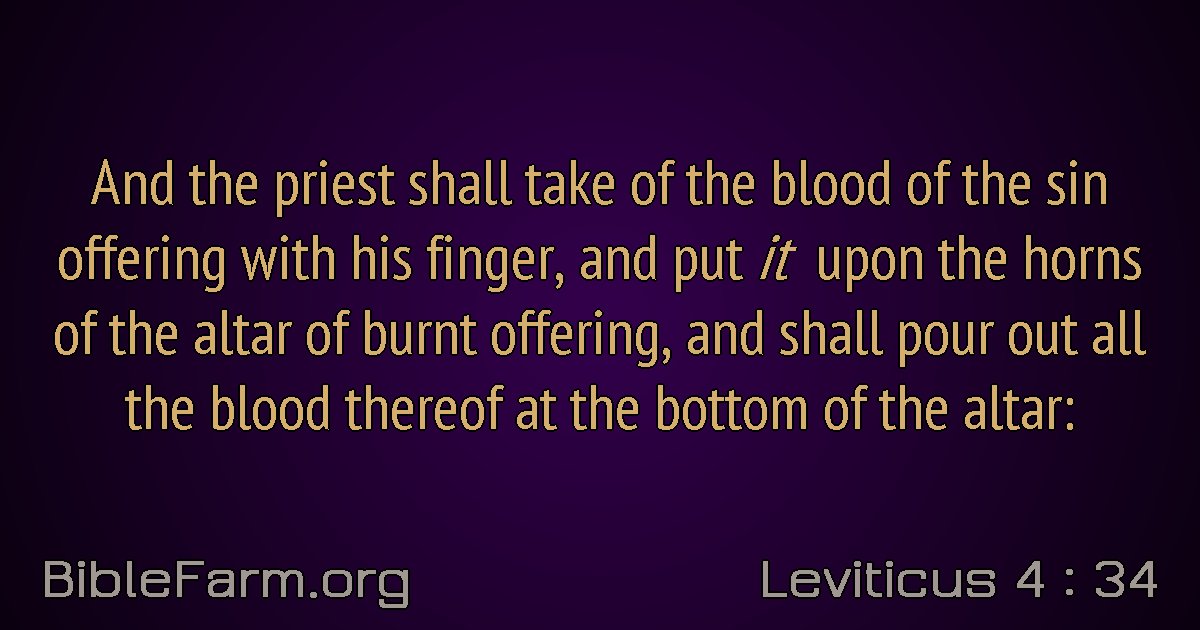 And the priest shall take of the blood of the sin
offering with his finger, and put it upon the horns
of the altar of burnt offering, and shall pour out all
the blood thereof at the bottom of the altar:
BibleFarm.org
Leviticus 4 : 34